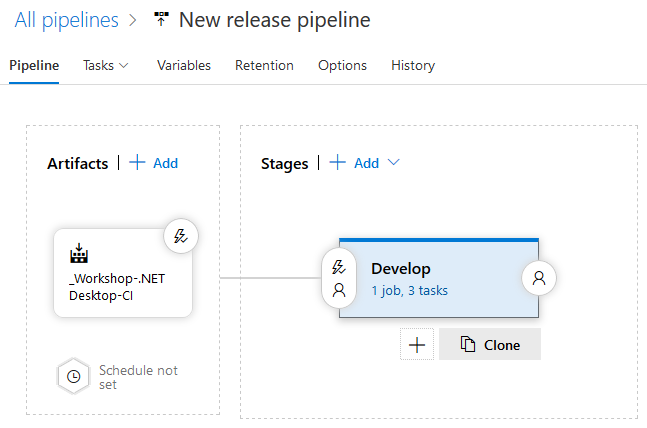 All pipelines > New release pipeline
Pipeline Tasks Variables Retention Options History
Artifacts | + Add
Stages | + Add
_Workshop-.NET
Desktop-CI
Develop
1 job, 3 tasks
Clone
Schedule not
set